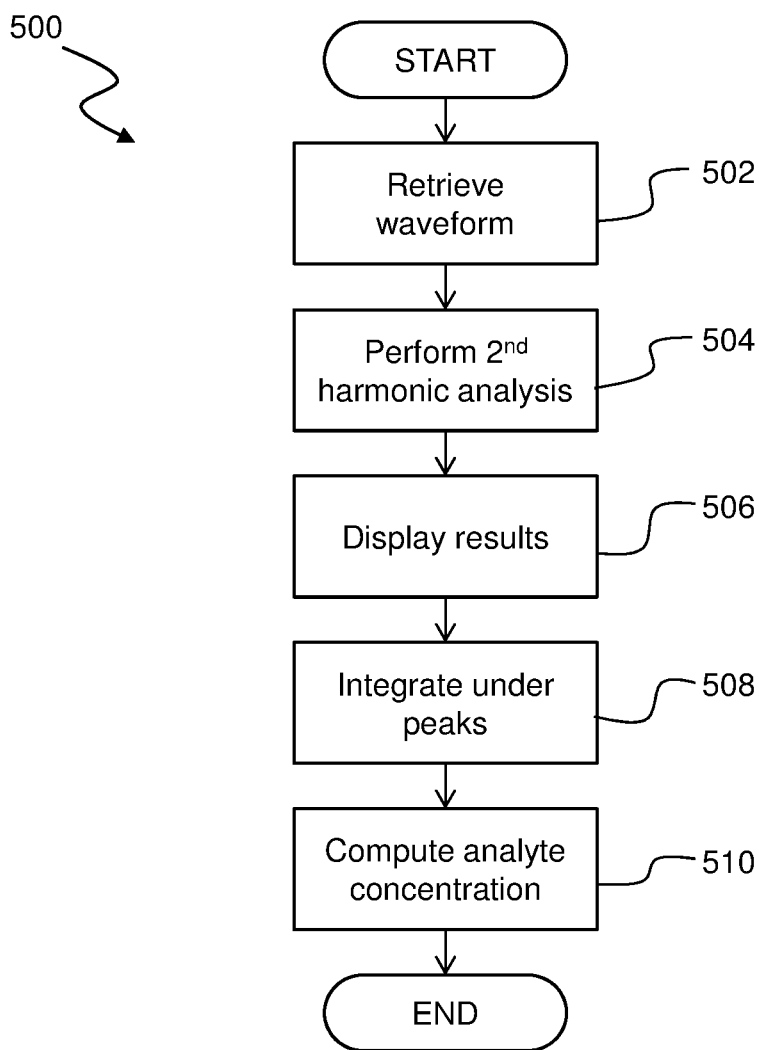 500
START
Retrieve
waveform
502
Perform 2nd
harmonic analysis
504
Display results
506
Integrate under
peaks
508
Compute analyte
concentration
510
END